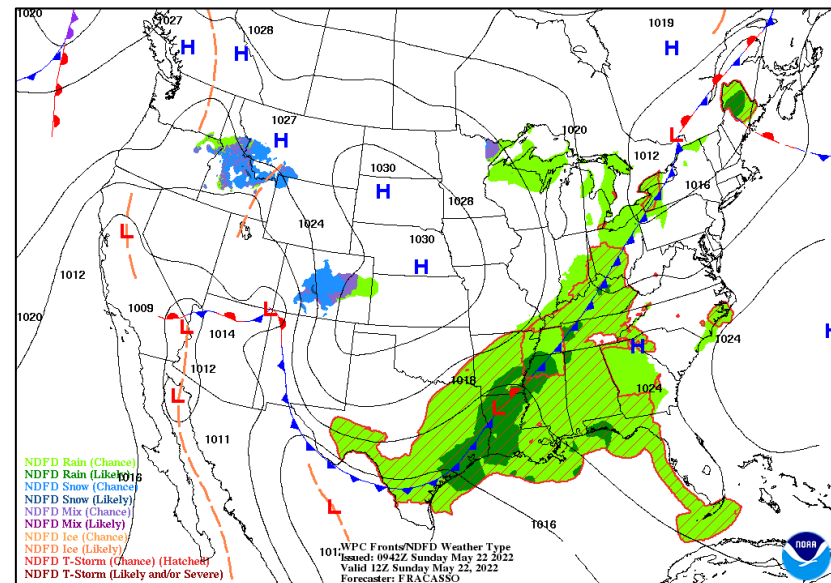 1020
1027
1028
1019
H
H
H
1027
H
1020
1012
L
1030
H
1028
1016
1024
L
1030
H
1012
1009
L
1020
1014
L
H
1024
H
1012
1018
1024
L
L
1011
1016
L
1016
101
NDFD Rain (Chance)
NDFD Rain (Likely)
NDFD Snow (Chance)
NDFD Snow (Likely)
NDFD Mix (Chance)
NDFD Mix (Likely)
NDFD Ice (Chance)
NDFD Ice (Likely)
NDFD T-Storm (Chance) (Hatched)
NDFD T-Storm (Likely and/or Severe)
WPC Fronts/NDFD Weather Type
Issued: 0942Z Sunday May 22 2022
Valid 12Z Sunday May 22, 2022
Forecaster: FRACASSO
NOAA